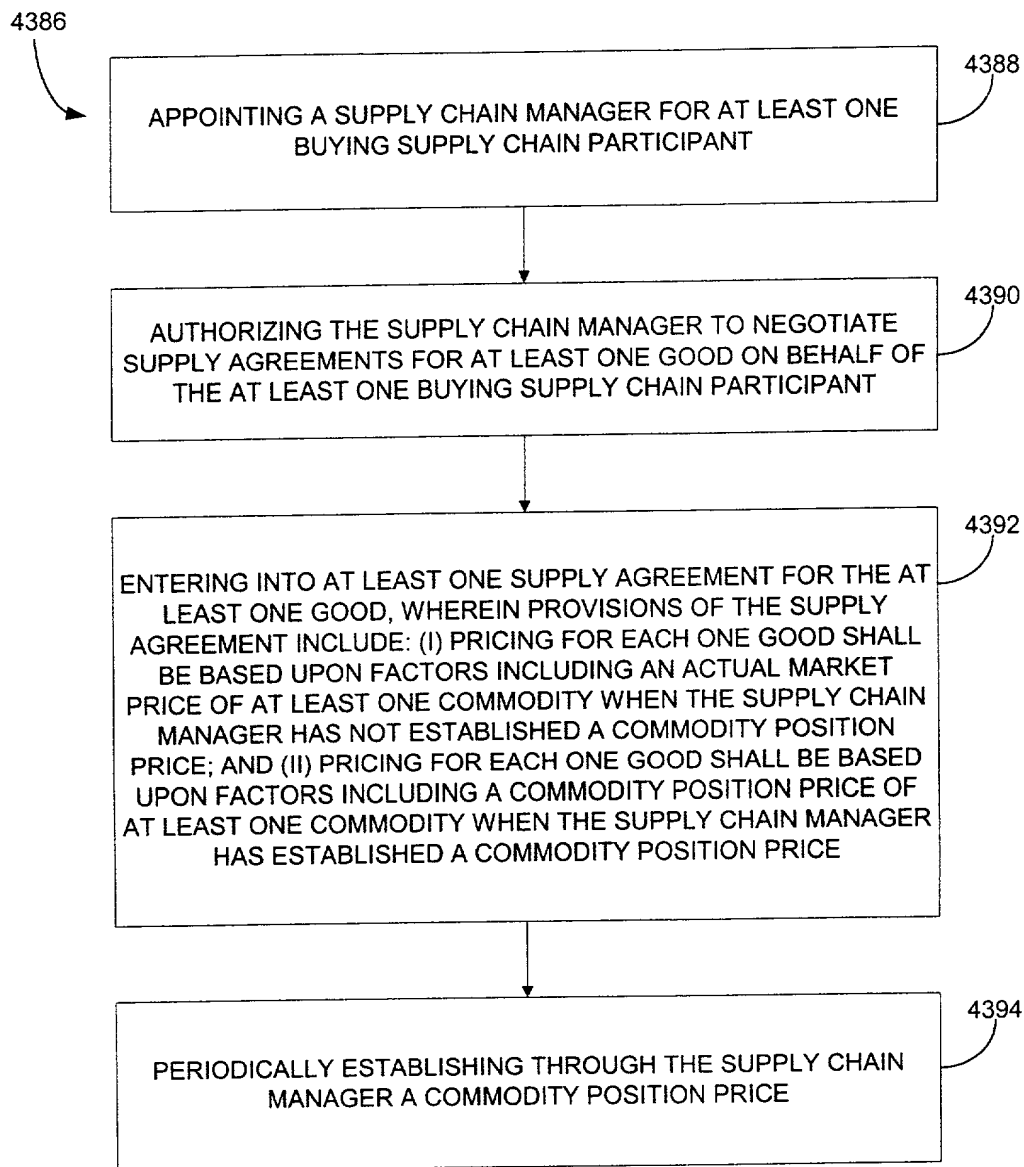 4386
4388
APPOINTING A SUPPLY CHAIN MANAGER FOR AT LEAST ONE
BUYING SUPPLY CHAIN PARTICIPANT
4390
AUTHORIZING THE SUPPLY CHAIN MANAGER TO NEGOTIATE
SUPPLY AGREEMENTS FOR AT LEAST ONE GOOD ON BEHALF OF
THE AT LEAST ONE BUYING SUPPLY CHAIN PARTICIPANT
4392
ENTERING INTO AT LEAST ONE SUPPLY AGREEMENT FOR THE AT
LEAST ONE GOOD, WHEREIN PROVISIONS OF THE SUPPLY
AGREEMENT INCLUDE: (I) PRICING FOR EACH ONE GOOD SHALL
BE BASED UPON FACTORS INCLUDING AN ACTUAL MARKET
PRICE OF AT LEAST ONE COMMODITY WHEN THE SUPPLY CHAIN
MANAGER HAS NOT ESTABLISHED A COMMODITY POSITION
PRICE; AND (II) PRICING FOR EACH ONE GOOD SHALL BE BASED
UPON FACTORS INCLUDING A COMMODITY POSITION PRICE OF
AT LEAST ONE COMMODITY WHEN THE SUPPLY CHAIN MANAGER
HAS ESTABLISHED A COMMODITY POSITION PRICE
4394
PERIODICALLY ESTABLISHING THROUGH THE SUPPLY CHAIN
MANAGER A COMMODITY POSITION PRICE